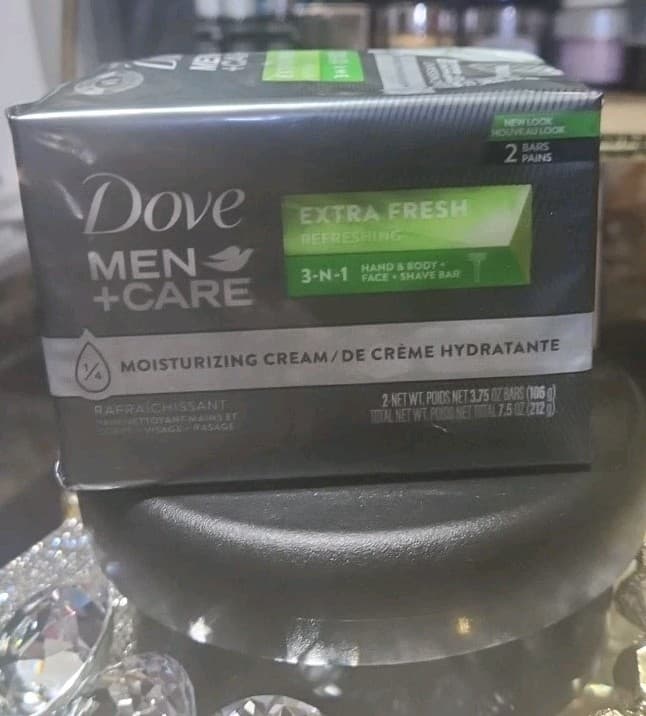 MEN
+CARE
NEW LOOK
NOUVEAU LOOK
2 BARS
PAINS
Dove
MEN
+CARE
EXTRA FRESH
REFRESHING
3-N-1 HAND & BODY +
FACE + SHAVE BAR
1/4 MOISTURIZING CREAM/DE CRÈME HYDRATANTE
RAFRAÎCHISSANT
2-NET WT. POIDS NET 3.75 OZ BARS (106 g)
TOTAL NET WT. POIDS NET TOTAL 7.5 OZ (212 g)